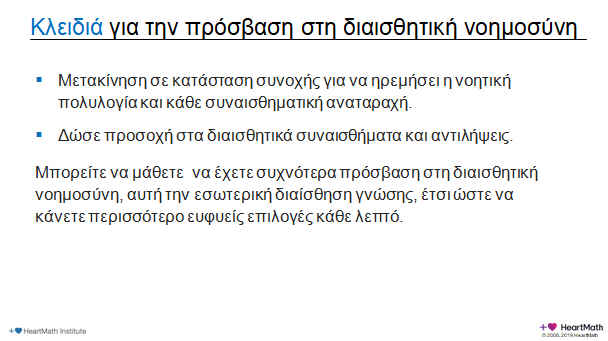 Κλειδιά για την πρόσβαση στη διαισθητική νοημοσύνη
▪ Μετακίνηση σε κατάσταση συνοχής για να ηρεμήσει η νοητική
πολυλογία και κάθε συναισθηματική αναταραχή.
▪ Δώσε προσοχή στα διαισθητικά συναισθήματα και αντιλήψεις.
Μπορείτε να μάθετε  να έχετε συχνότερα πρόσβαση στη διαισθητική
νοημοσύνη, αυτή την εσωτερική διαίσθηση γνώσης, έτσι ώστε να
κάνετε περισσότερο ευφυείς επιλογές κάθε λεπτό.
HeartMath Institute
HeartMath
© 2008, 2019 HeartMath